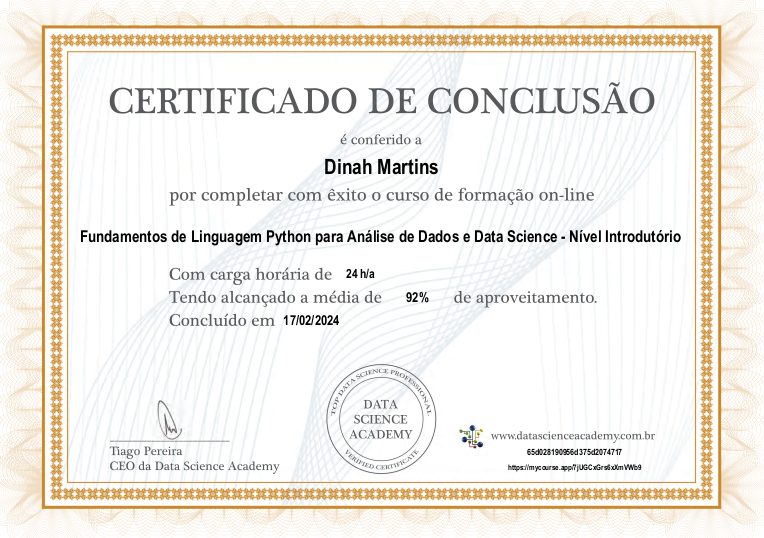 CERTIFICADO DE CONCLUSÃO
é conferido a
Dinah Martins
por completar com êxito o curso de formação on-line
Fundamentos de Linguagem Python para Análise de Dados e Data Science - Nível Introdutório
Com carga horária de 24 h/a
Tendo alcançado a média de 92% de aproveitamento.
Concluído em 17/02/2024
TOP DATA SCIENCE PROFESSIONAL
DATA
SCIENCE
ACADEMY
VERIFIED CERTIFICATE
Tiago Pereira
CEO da Data Science Academy
www.datascienceacademy.com.br
65d028190956d375d2074717
https://mycourse.app/7jUGCxGrs6xXmVWb9